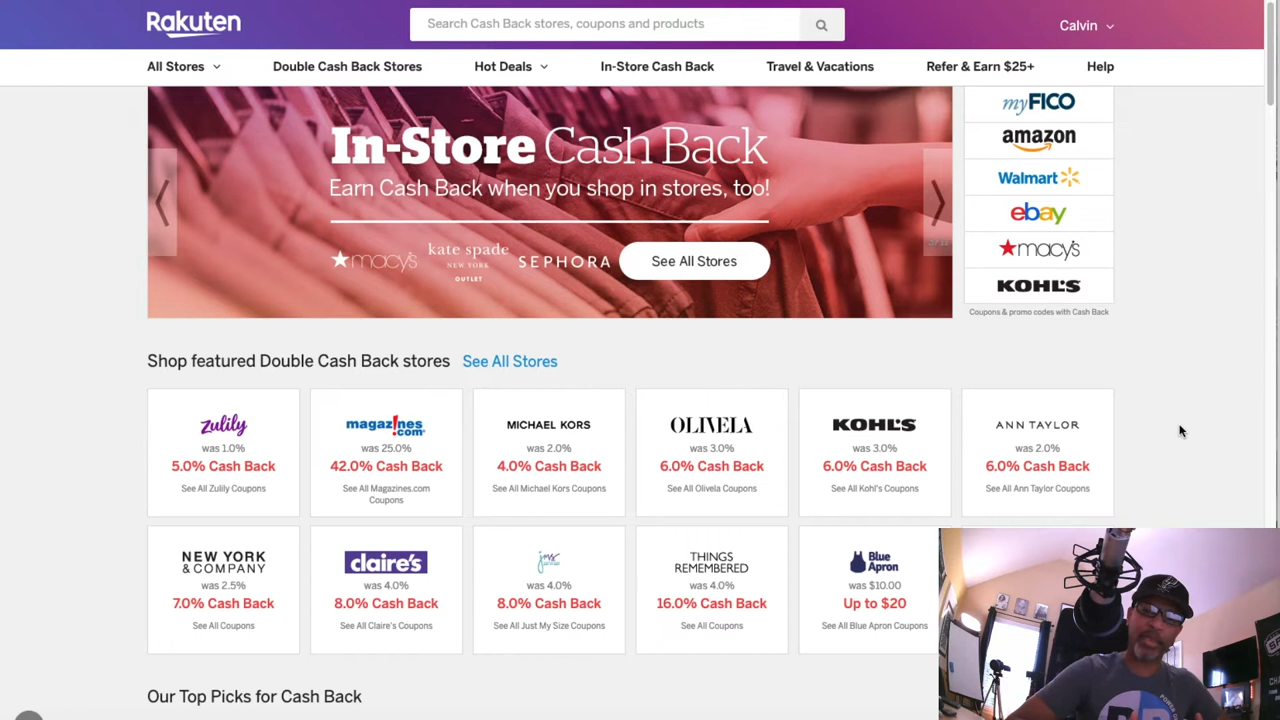 Rakuten
Search Cash Back stores, coupons and products
Calvin
All Stores
Double Cash Back Stores
Hot Deals
In-Store Cash Back
Travel & Vacations
Refer & Earn $25+
Help
In-Store Cash Back
Earn Cash Back when you shop in stores, too!
macy's
kate spade
NEW YORK
OUTLET
SEPHORA
See All Stores
myFICO
amazon
Walmart
ebay
macy's
KOHL'S
Coupons & promo codes with Cash Back
Shop featured Double Cash Back stores See All Stores
zulily
was 1.0%
5.0% Cash Back
See All Zulily Coupons
magaz!nes.com
was 25.0%
42.0% Cash Back
See All Magazines.com
Coupons
MICHAEL KORS
was 2.0%
4.0% Cash Back
See All Michael Kors Coupons
OLIVELA
was 3.0%
6.0% Cash Back
See All Olivela Coupons
KOHL'S
was 3.0%
6.0% Cash Back
See All Kohl's Coupons
ANN TAYLOR
was 2.0%
6.0% Cash Back
See All Ann Taylor Coupons
NEW YORK
& COMPANY
was 2.5%
7.0% Cash Back
See All Coupons
claire's
was 4.0%
8.0% Cash Back
See All Claire's Coupons
jms
was 4.0%
8.0% Cash Back
See All Just My Size Coupons
THINGS
REMEMBERED
was 4.0%
16.0% Cash Back
See All Coupons
Blue
Apron
was $10.00
Up to $20
See All Blue Apron Coupons
Our Top Picks for Cash Back